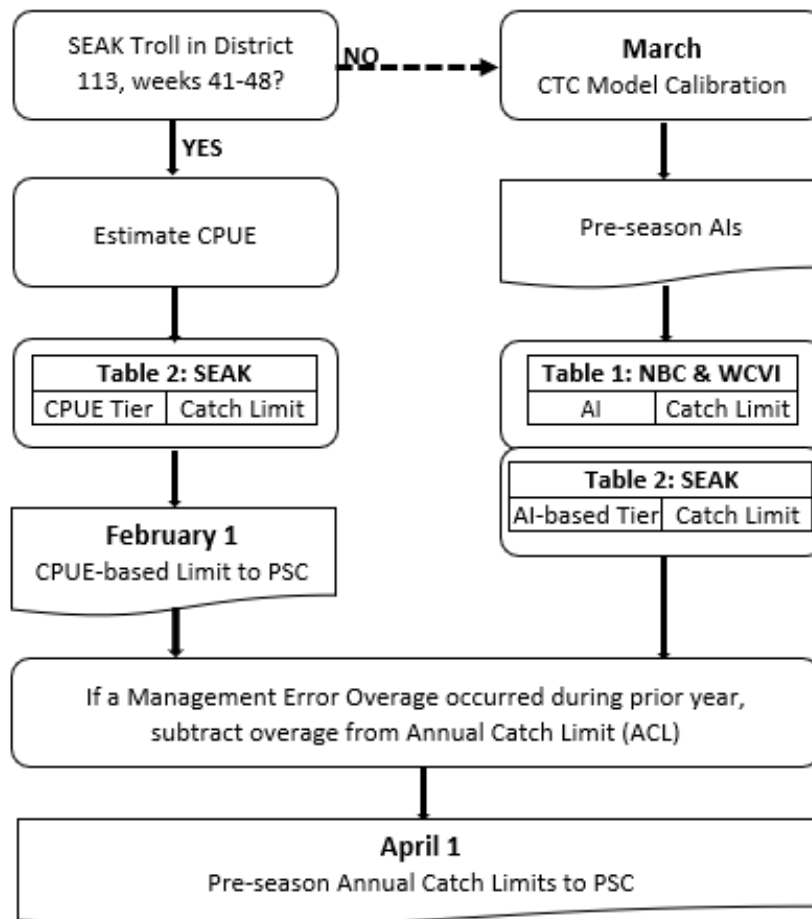 SEAK Troll in District
113, weeks 41-48?
NO
March
CTC Model Calibration
YES
Estimate CPUE
Pre-season AIs
Table 2: SEAK
CPUE Tier Catch Limit
Table 1: NBC & WCVI
AI Catch Limit
Table 2: SEAK
AI-based Tier Catch Limit
February 1
CPUE-based Limit to PSC
If a Management Error Overage occurred during prior year,
subtract overage from Annual Catch Limit (ACL)
April 1
Pre-season Annual Catch Limits to PSC